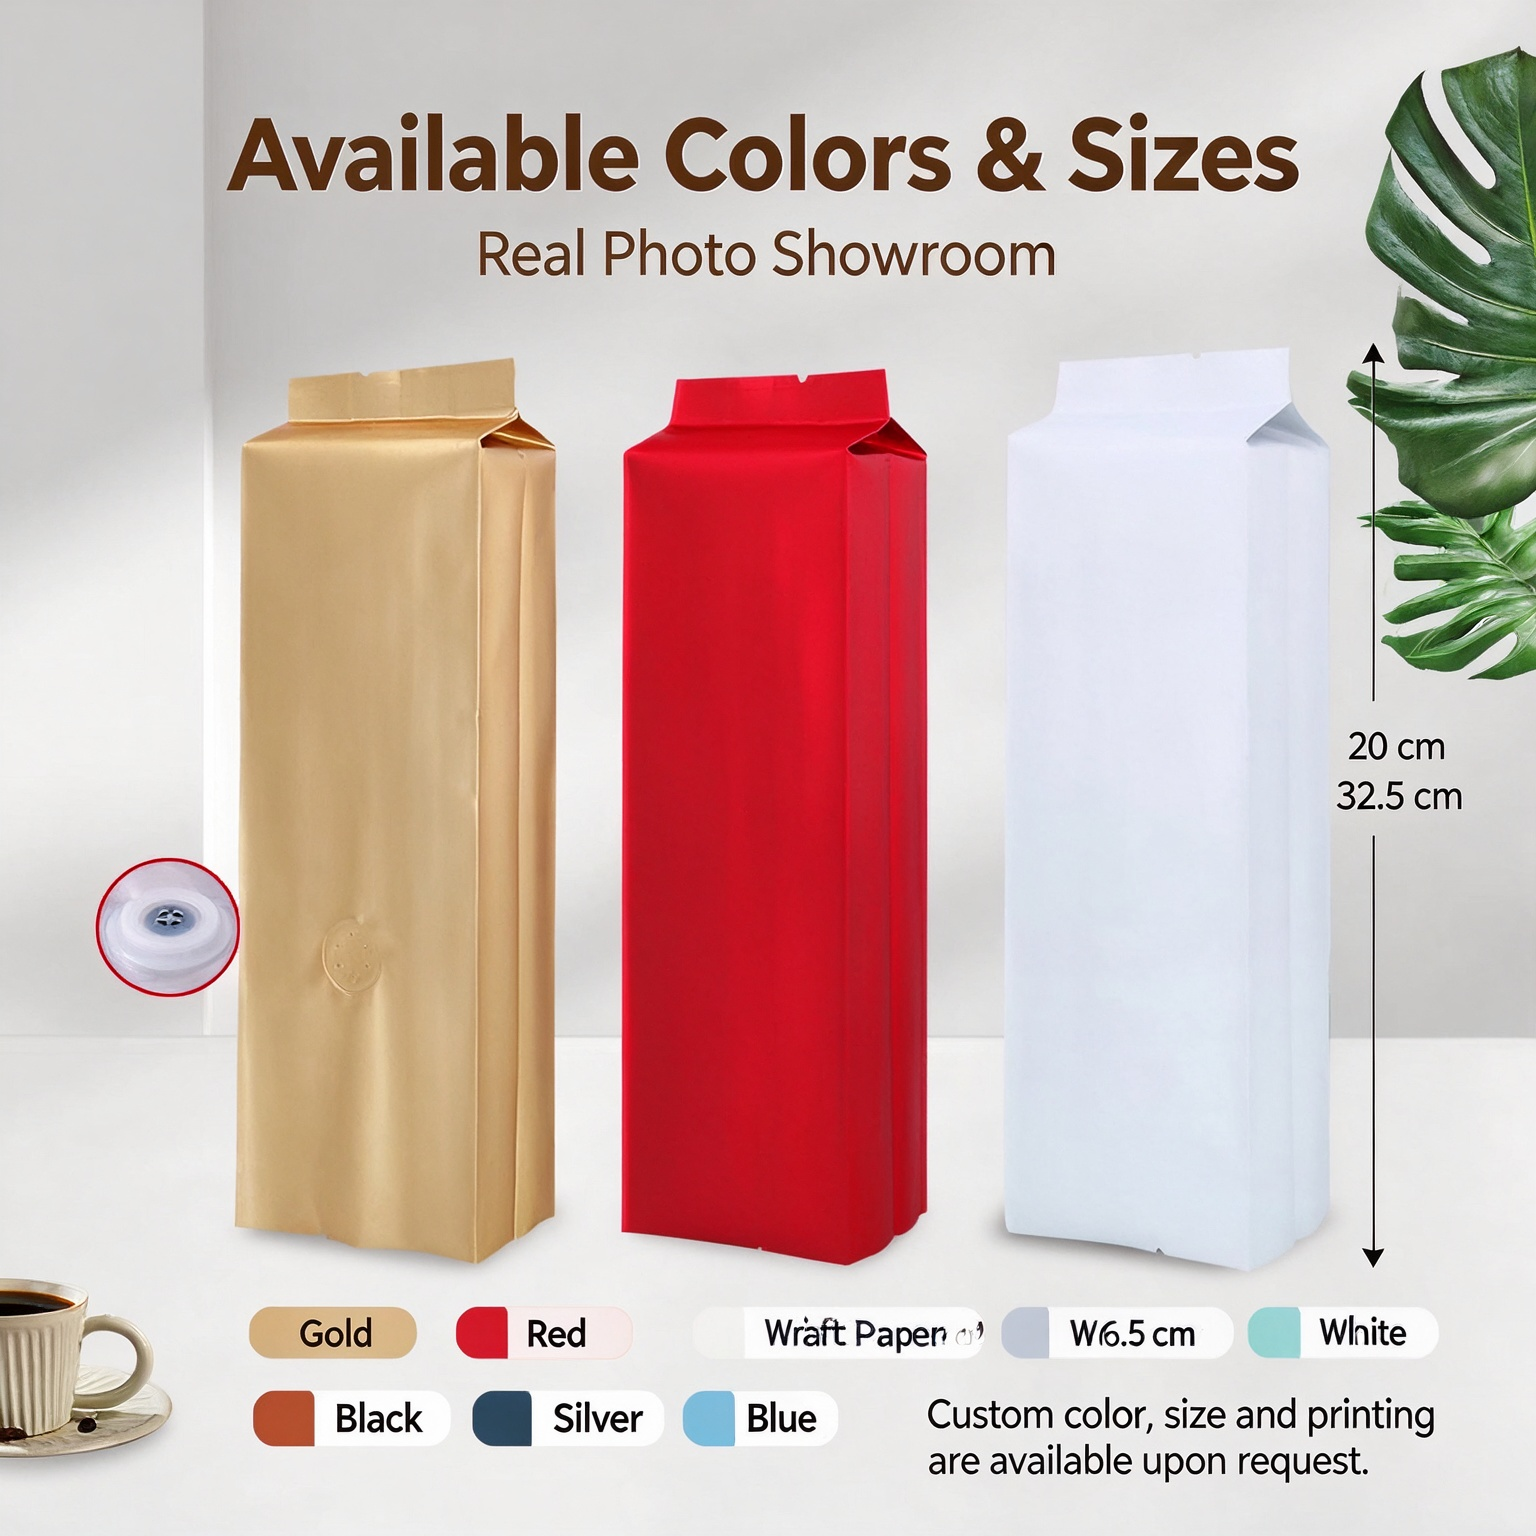 Available Colors & Sizes
Real Photo Showroom
20 cm
32.5 cm
Gold
Red
Wraft Paper
W6.5 cm
White
Black
Silver
Blue
Custom color, size and printing
are available upon request.